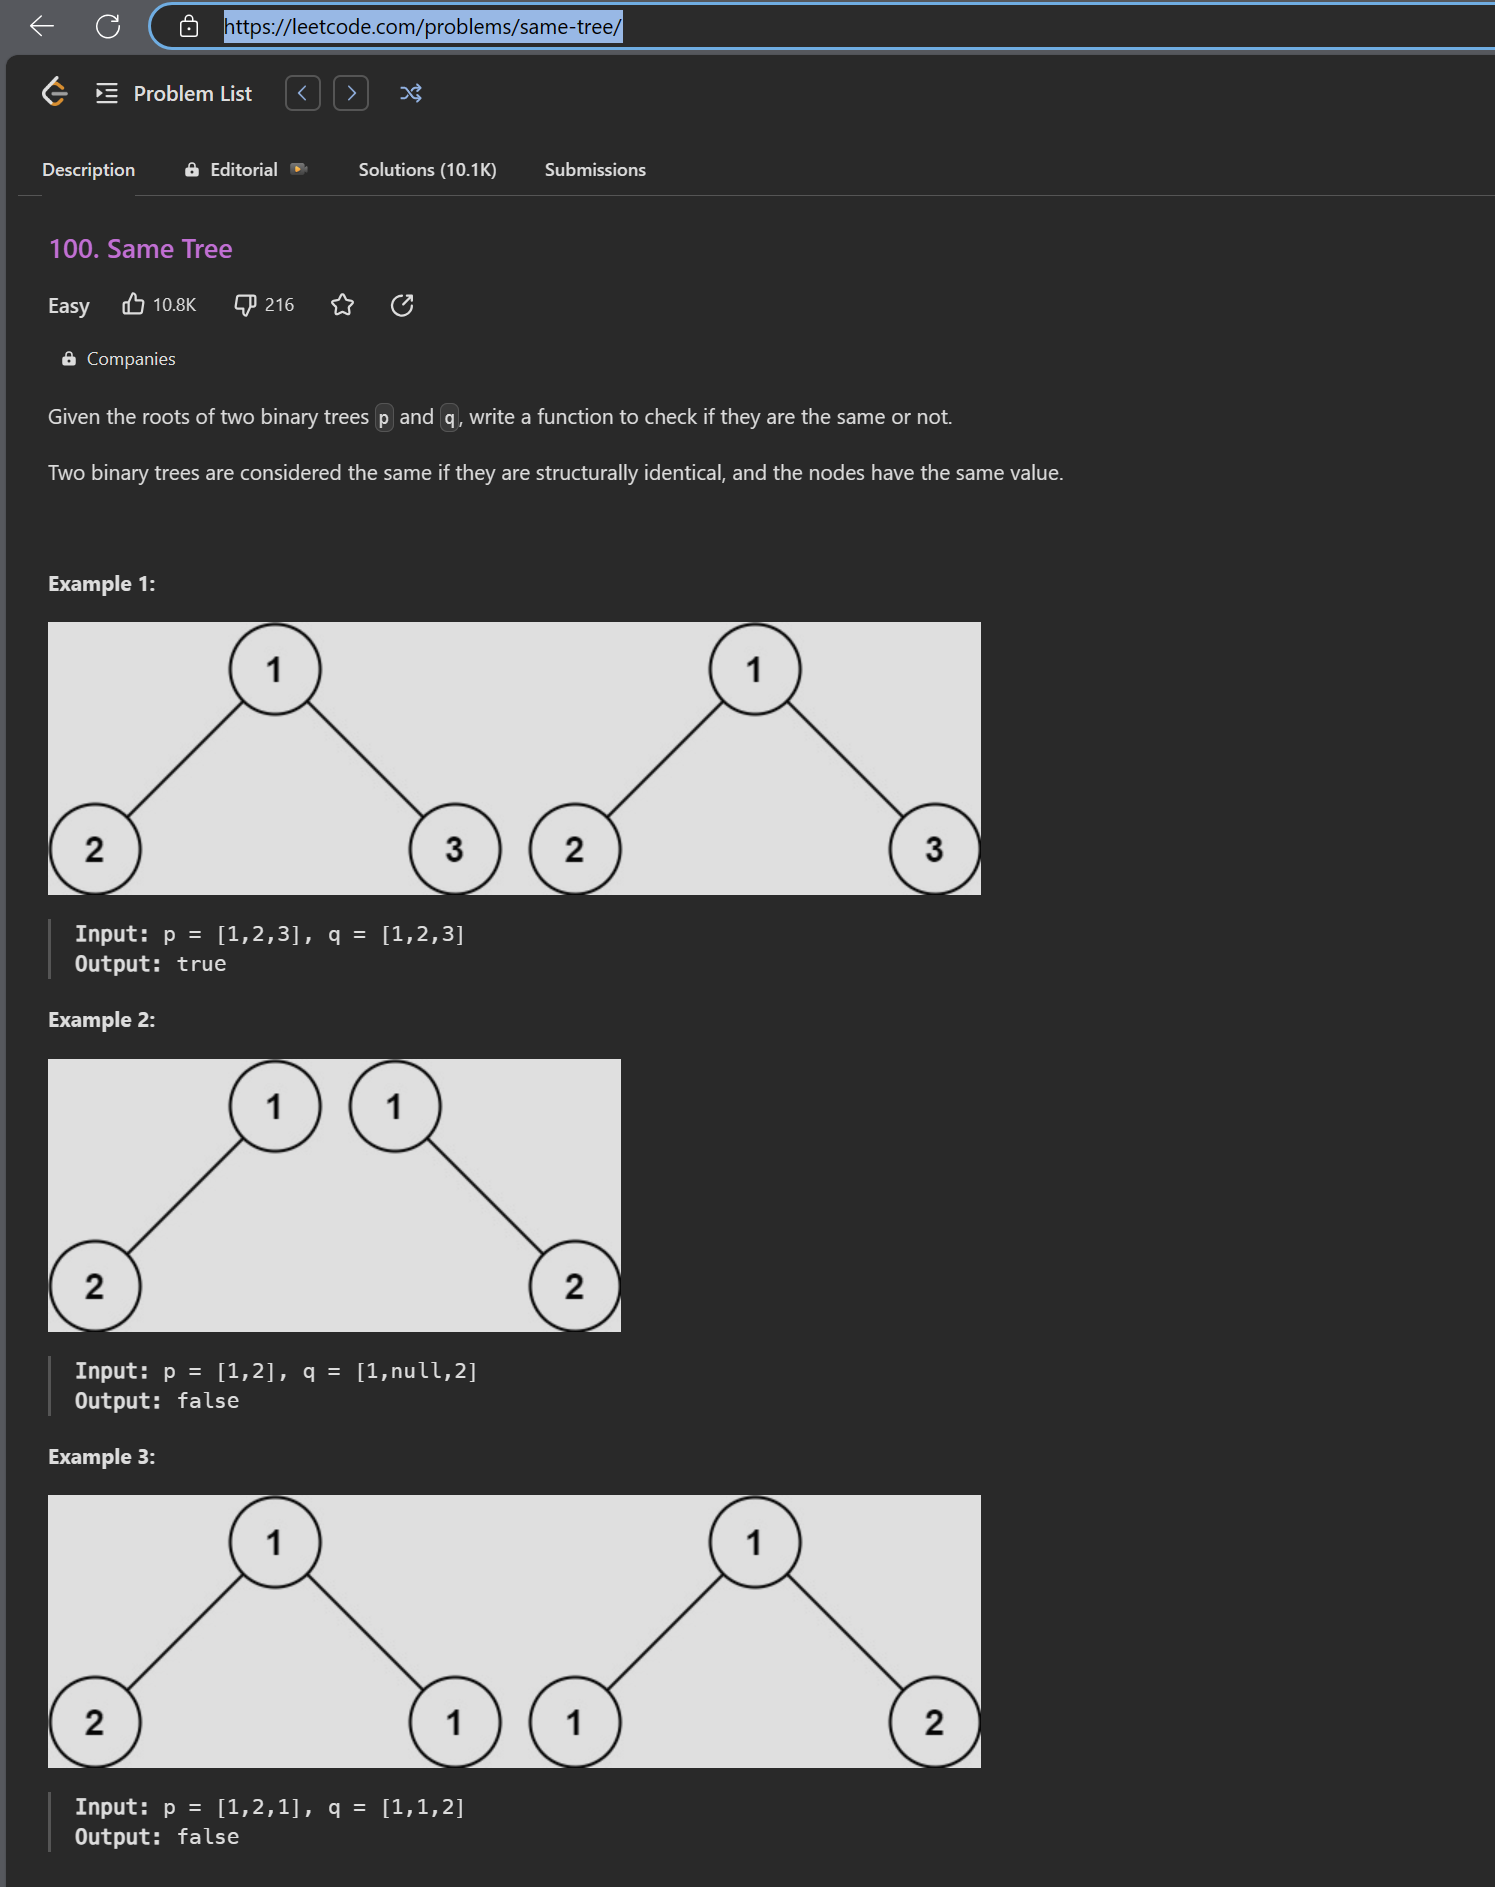 https://leetcode.com/problems/same-tree/
Problem List
Description Editorial Solutions (10.1K) Submissions
100. Same Tree
Easy 10.8K 216
Companies
Given the roots of two binary trees p and q, write a function to check if they are the same or not.
Two binary trees are considered the same if they are structurally identical, and the nodes have the same value.
Example 1:
1 1
2 3 2 3
Input: p = [1,2,3], q = [1,2,3]
Output: true
Example 2:
1 1
2 2
Input: p = [1,2], q = [1,null,2]
Output: false
Example 3:
1 1
2 1 1 2
Input: p = [1,2,1], q = [1,1,2]
Output: false